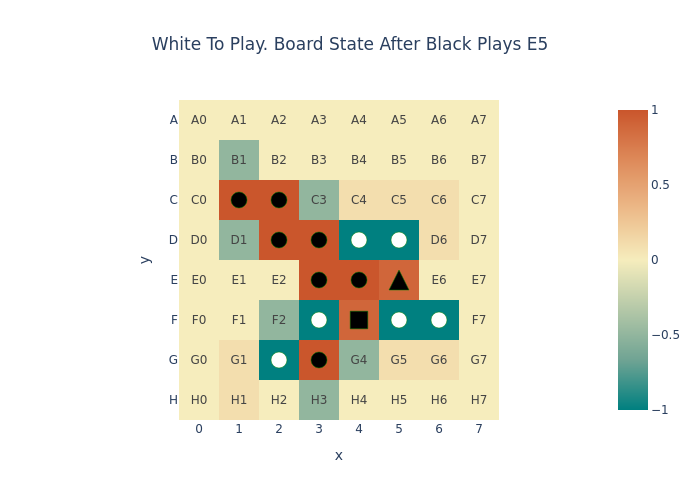 White To Play. Board State After Black Plays E5
A A0 A1 A2 A3 A4 A5 A6 A7
B B0 B1 B2 B3 B4 B5 B6 B7
C C0 C3 C4 C5 C6 C7
D D0 D1 D6 D7
E E0 E1 E2 E6 E7
F F0 F1 F2 F7
G G0 G1 G4 G5 G6 G7
H H0 H1 H2 H3 H4 H5 H6 H7
0 1 2 3 4 5 6 7
x
y
1
0.5
0
−0.5
−1